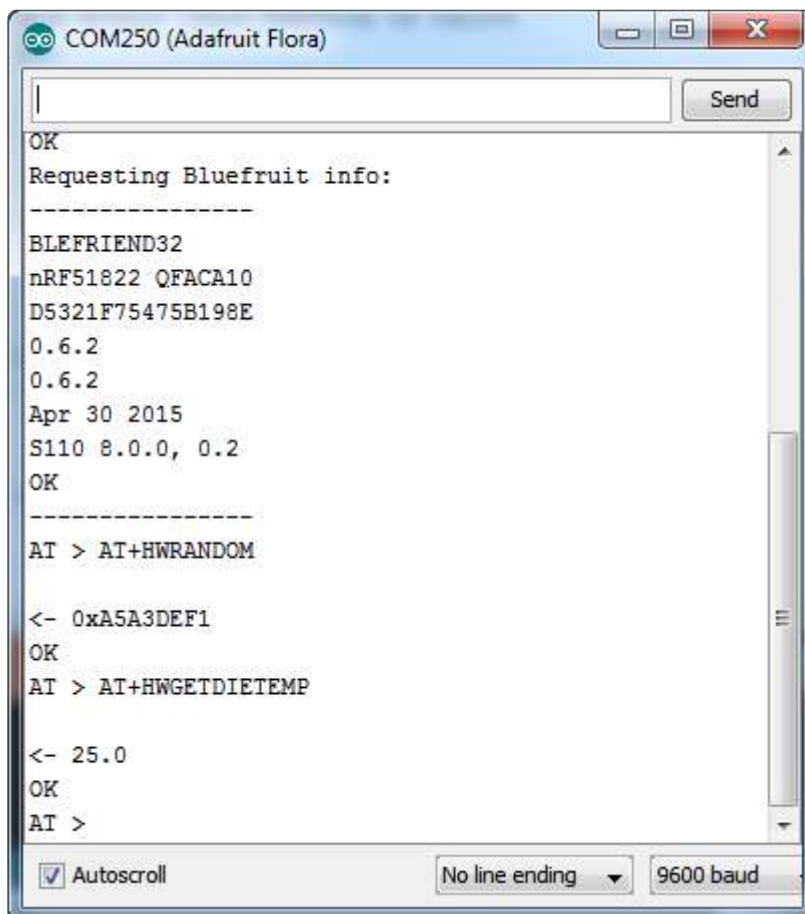 COM250 (Adafruit Flora)
Send
OK
Requesting Bluefruit info:
----------------
BLEFRIEND32
nRF51822 QFACA10
D5321F75475B198E
0.6.2
0.6.2
Apr 30 2015
S110 8.0.0, 0.2
OK
----------------
AT > AT+HWRANDOM
<- 0xA5A3DEF1
OK
AT > AT+HWGETDIETEMP
<- 25.0
OK
AT >
Autoscroll No line ending 9600 baud